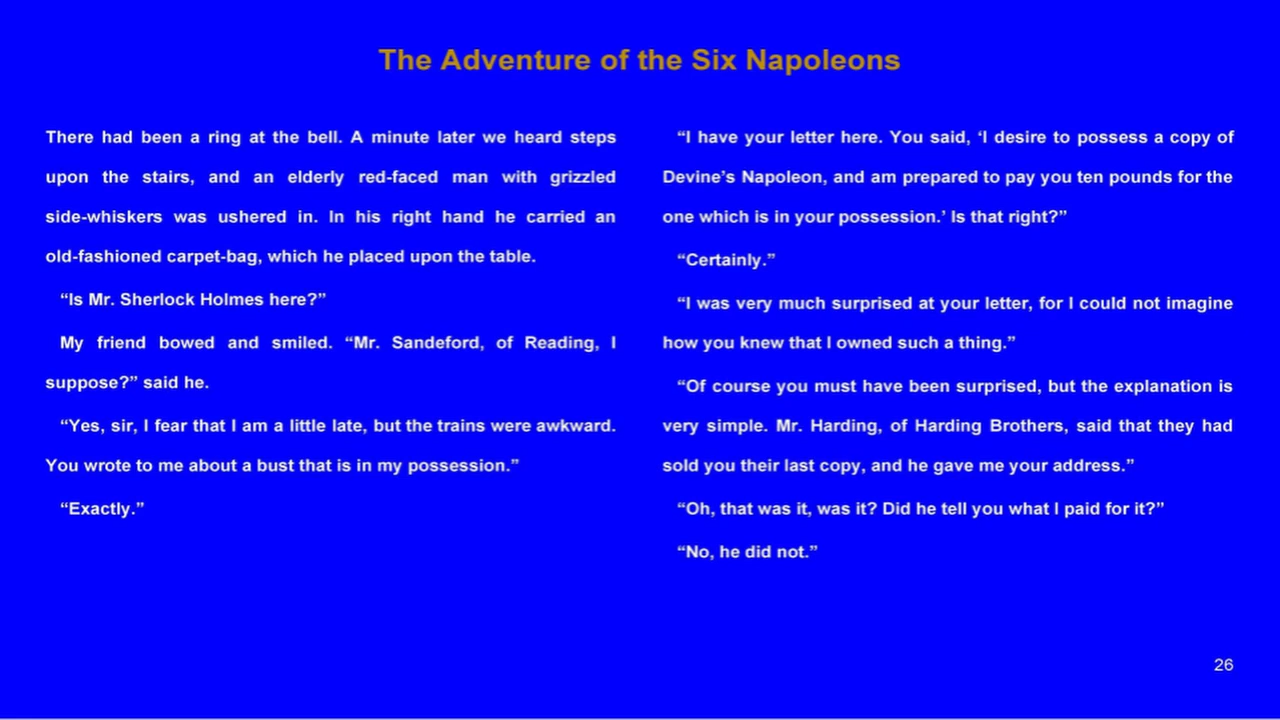 The Adventure of the Six Napoleons
There had been a ring at the bell. A minute later we heard steps
upon the stairs, and an elderly red-faced man with grizzled
side-whiskers was ushered in. In his right hand he carried an
old-fashioned carpet-bag, which he placed upon the table.
“Is Mr. Sherlock Holmes here?”
My friend bowed and smiled. “Mr. Sandeford, of Reading, I
suppose?” said he.
“Yes, sir, I fear that I am a little late, but the trains were awkward.
You wrote to me about a bust that is in my possession.”
“Exactly.”
“I have your letter here. You said, ‘I desire to possess a copy of
Devine’s Napoleon, and am prepared to pay you ten pounds for the
one which is in your possession.’ Is that right?”
“Certainly.”
“I was very much surprised at your letter, for I could not imagine
how you knew that I owned such a thing.”
“Of course you must have been surprised, but the explanation is
very simple. Mr. Harding, of Harding Brothers, said that they had
sold you their last copy, and he gave me your address.”
“Oh, that was it, was it? Did he tell you what I paid for it?”
“No, he did not.”
26